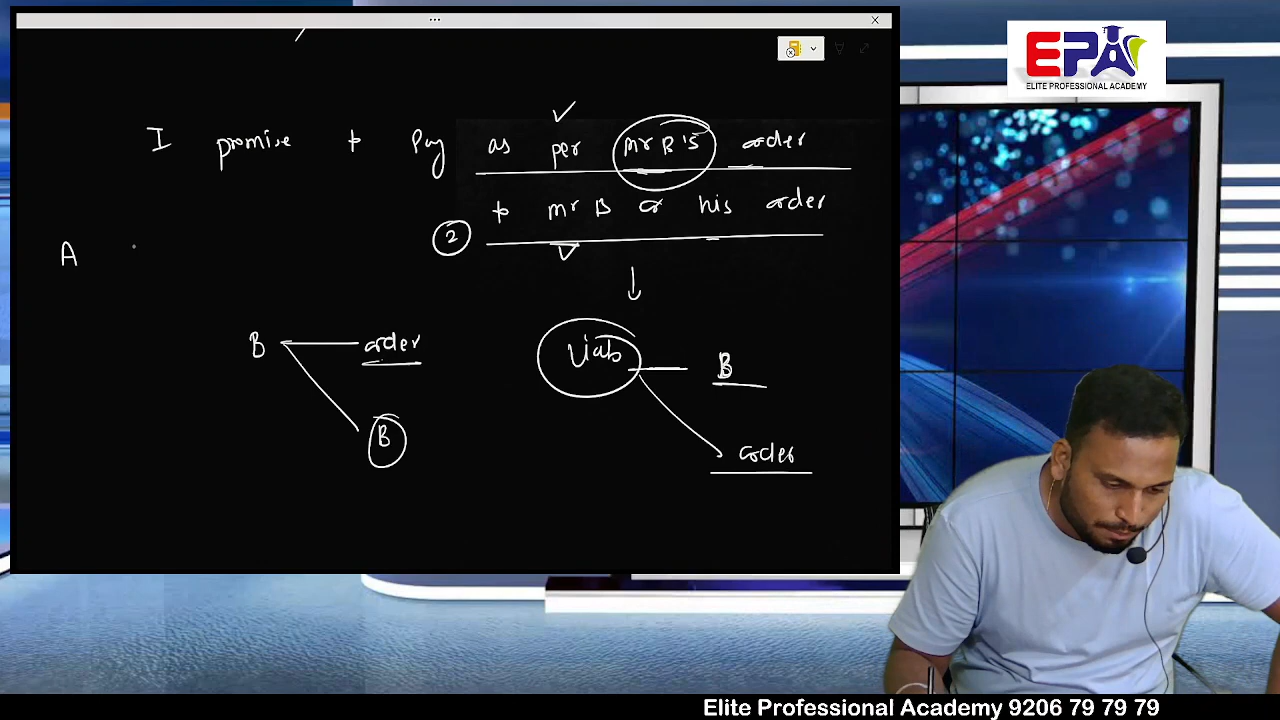 EPA
ELITE PROFESSIONAL ACADEMY
I promise to pay as per Mr B's order
to Mr B or his order
2
A
B order
B
Liab B
order
Elite Professional Academy 9206 79 79 79